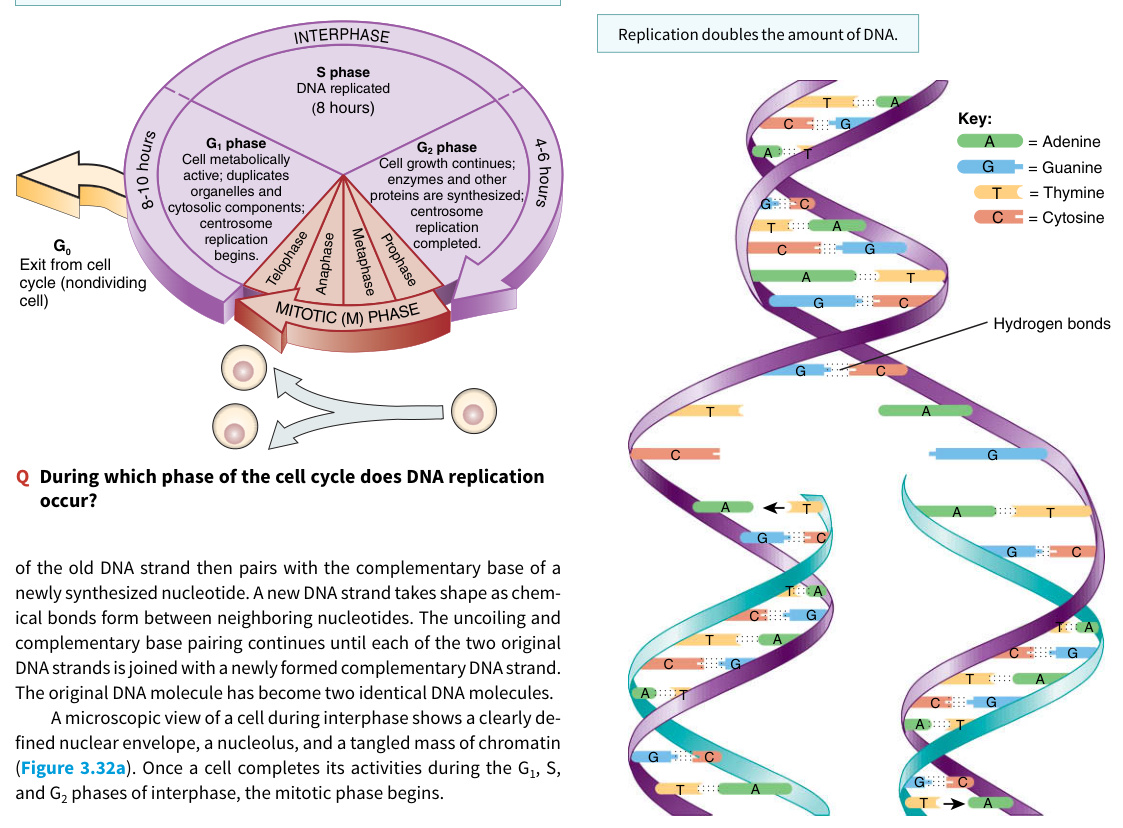 INTERPHASE
S phase
DNA replicated
(8 hours)
G₁ phase
Cell metabolically
active; duplicates
organelles and
cytosolic components;
centrosome
replication
begins.
G₂ phase
Cell growth continues;
enzymes and other
proteins are synthesized;
centrosome
replication
completed.
8-10 hours
4-6 hours
G₀
Exit from cell
cycle (nondividing
cell)
Telophase
Anaphase
Metaphase
Prophase
MITOTIC (M) PHASE
Q During which phase of the cell cycle does DNA replication
occur?
of the old DNA strand then pairs with the complementary base of a
newly synthesized nucleotide. A new DNA strand takes shape as chem-
ical bonds form between neighboring nucleotides. The uncoiling and
complementary base pairing continues until each of the two original
DNA strands is joined with a newly formed complementary DNA strand.
The original DNA molecule has become two identical DNA molecules.
A microscopic view of a cell during interphase shows a clearly de-
fined nuclear envelope, a nucleolus, and a tangled mass of chromatin
(Figure 3.32a). Once a cell completes its activities during the G₁, S,
and G₂ phases of interphase, the mitotic phase begins.
Replication doubles the amount of DNA.
Key:
A = Adenine
G = Guanine
T = Thymine
C = Cytosine
T A
C G
A T
G C
T A
C G
A T
G C
Hydrogen bonds
G C
T A
C G
A T
G C
T A
C G
T A
C G
A T
G C
T A
A T
G C
T A
C G
T A
C G
A T
G C
T A